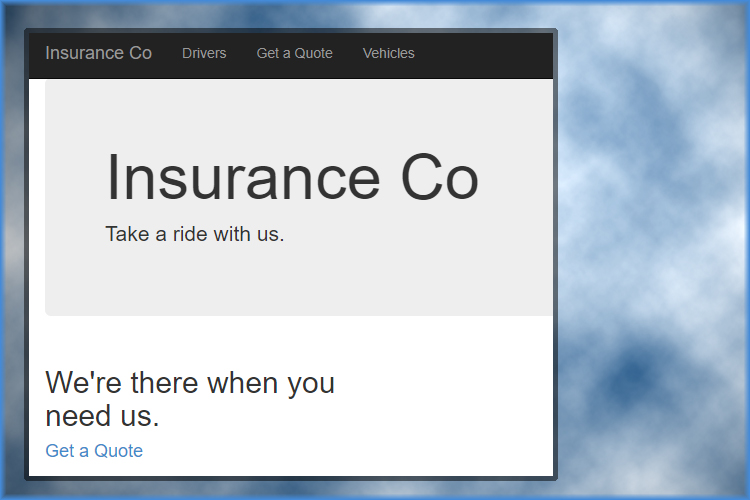 Insurance Co Drivers Get a Quote Vehicles
Insurance Co
Take a ride with us.
We're there when you
need us.
Get a Quote